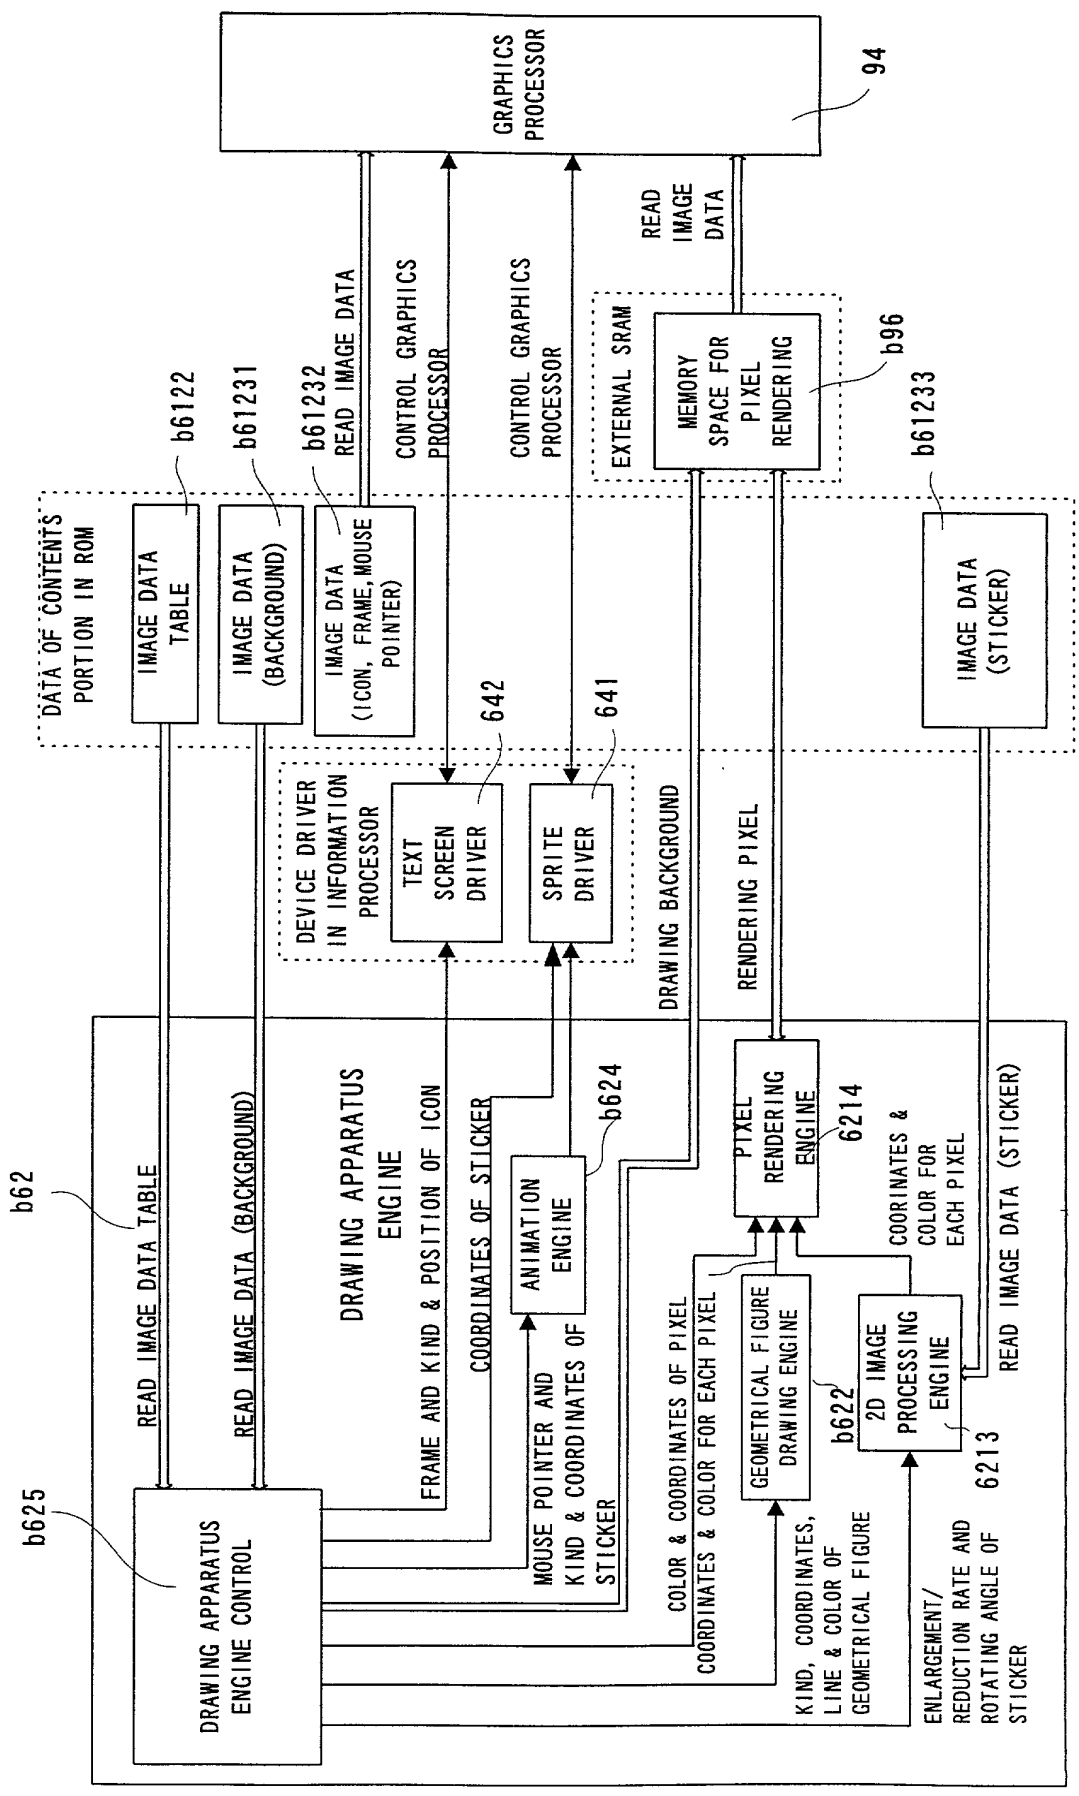 b62
b625
DRAWING APPARATUS
ENGINE CONTROL
READ IMAGE DATA TABLE
READ IMAGE DATA (BACKGROUND)
DRAWING APPARATUS
ENGINE
FRAME AND KIND & POSITION OF ICON
COORDINATES OF STICKER
MOUSE POINTER AND
KIND & COORDINATES OF
STICKER
ANIMATION
ENGINE
b624
COLOR & COORDINATES OF PIXEL
COORDINATES & COLOR FOR EACH PIXEL
PIXEL
RENDERING
ENGINE
6214
GEOMETRICAL FIGURE
DRAWING ENGINE
b622
KIND, COORDINATES,
LINE & COLOR OF
GEOMETRICAL FIGURE
2D IMAGE
PROCESSING
ENGINE
6213
COORINATES &
COLOR FOR
EACH PIXEL
ENLARGEMENT/
REDUCTION RATE AND
ROTATING ANGLE OF
STICKER
READ IMAGE DATA (STICKER)
DEVICE DRIVER
IN INFORMATION
PROCESSOR
TEXT
SCREEN
DRIVER
642
SPRITE
DRIVER
641
DRAWING BACKGROUND
RENDERING PIXEL
DATA OF CONTENTS
PORTION IN ROM
IMAGE DATA
TABLE
b6122
IMAGE DATA
(BACKGROUND)
b61231
IMAGE DATA
(ICON, FRAME, MOUSE
POINTER)
b61232
IMAGE DATA
(STICKER)
b61233
READ IMAGE DATA
CONTROL GRAPHICS
PROCESSOR
CONTROL GRAPHICS
PROCESSOR
EXTERNAL SRAM
MEMORY
SPACE FOR
PIXEL
RENDERING
b96
READ
IMAGE
DATA
GRAPHICS
PROCESSOR
94